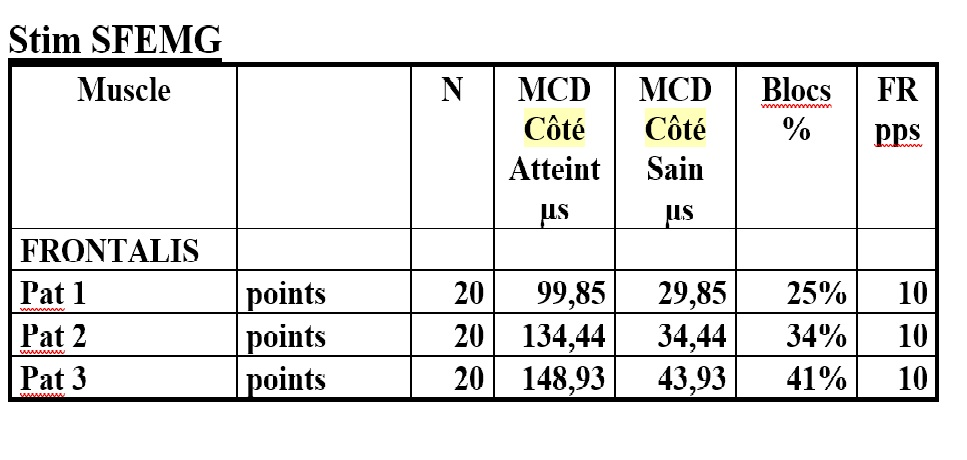 Stim SFEMG
Muscle N MCD Côté Atteint µs MCD Côté Sain µs Blocs % FR pps
FRONTALIS
Pat 1 points 20 99,85 29,85 25% 10
Pat 2 points 20 134,44 34,44 34% 10
Pat 3 points 20 148,93 43,93 41% 10